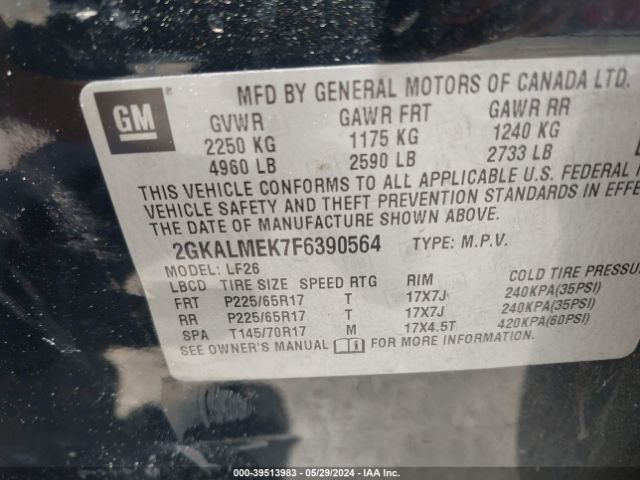 GM ®
MFD BY GENERAL MOTORS OF CANADA LTD.
GVWR GAWR FRT GAWR RR
2250 KG 1175 KG 1240 KG
4960 LB 2590 LB 2733 LB
THIS VEHICLE CONFORMS TO ALL APPLICABLE U.S. FEDERAL
VEHICLE SAFETY AND THEFT PREVENTION STANDARDS IN EFFE
THE DATE OF MANUFACTURE SHOWN ABOVE.
2GKALMEK7F6390564 TYPE: M.P.V.
MODEL: LF26
LBCD TIRE SIZE SPEED RTG RIM COLD TIRE PRESSU
FRT P225/65R17 T 17X7J 240KPA(35PSI)
RR P225/65R17 T 17X7J 240KPA(35PSI)
SPA T145/70R17 M 17X4.5T 420KPA(60PSI)
SEE OWNER'S MANUAL FOR MORE INFORMATION
000-39513983 - 05/29/2024 - IAA Inc.